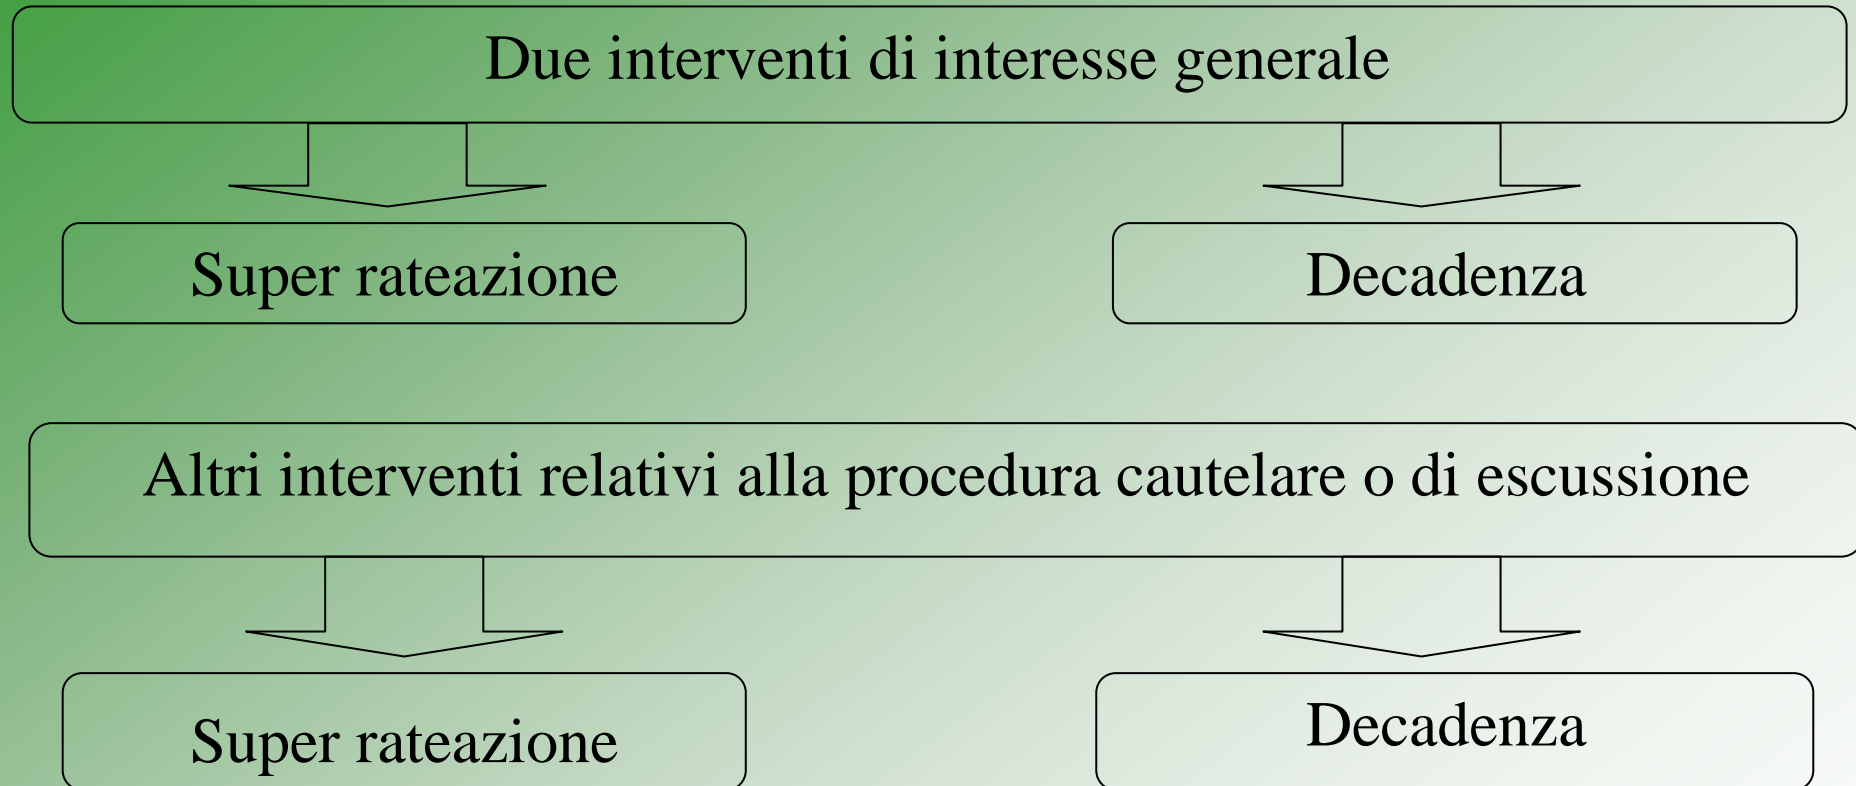 Due interventi di interesse generale
Super rateazione
Decadenza
Altri interventi relativi alla procedura cautelare o di escussione
Super rateazione
Decadenza